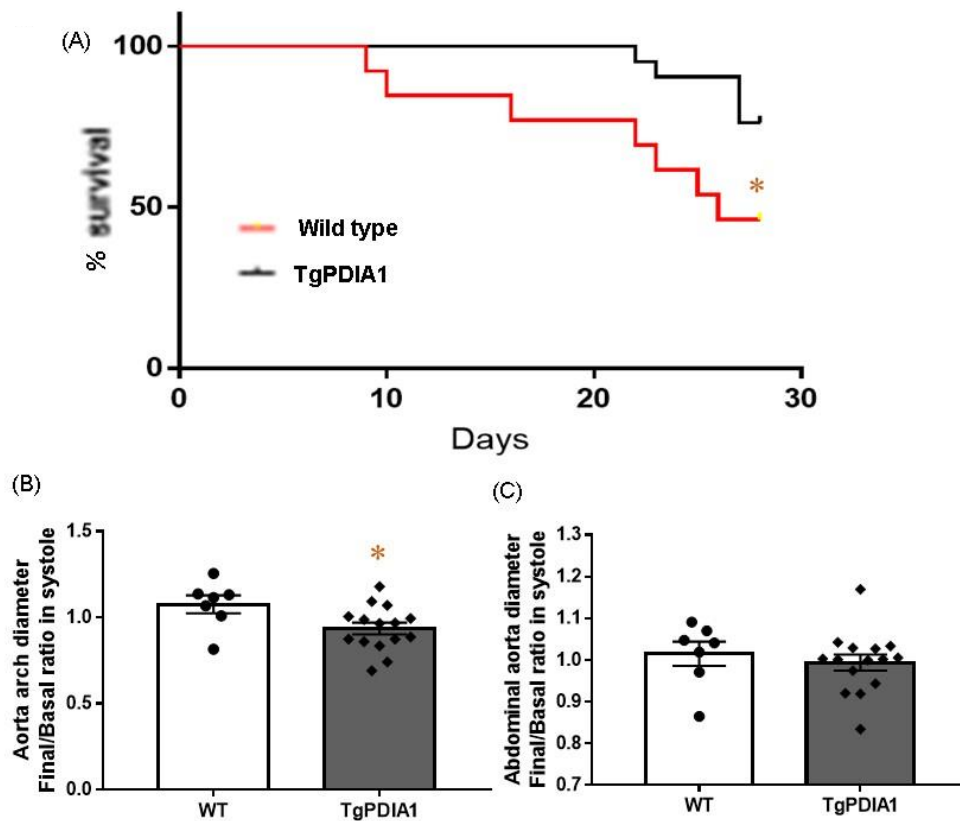 (A)
100
50
0
% survival
Wild type
TgPDIA1
*
0 10 20 30
Days
(B)
Aorta arch diameter
Final/Basal ratio in systole
1.5
1.0
0.5
0.0
*
WT TgPDIA1
(C)
Abdominal aorta diameter
Final/Basal ratio in systole
1.3
1.2
1.1
1.0
0.9
0.8
0.7
WT TgPDIA1